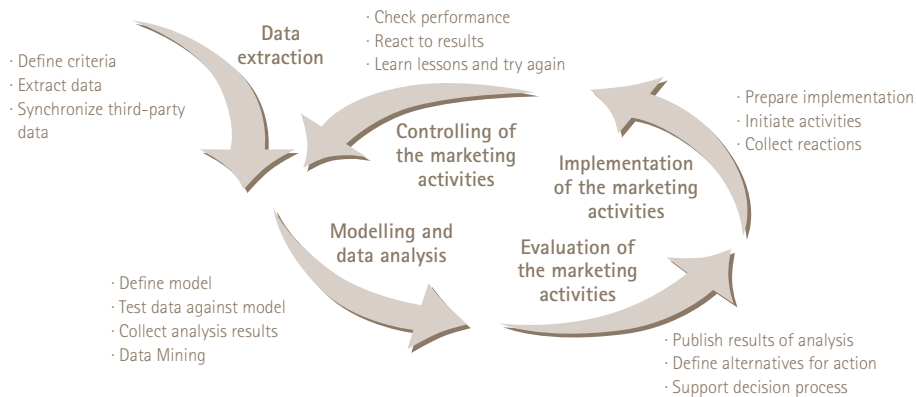 Data
extraction
· Define criteria
· Extract data
· Synchronize third-party
data
· Check performance
· React to results
· Learn lessons and try again
Controlling of
the marketing
activities
· Prepare implementation
· Initiate activities
· Collect reactions
Implementation
of the marketing
activities
Modelling and
data analysis
· Define model
· Test data against model
· Collect analysis results
· Data Mining
Evaluation of
the marketing
activities
· Publish results of analysis
· Define alternatives for action
· Support decision process